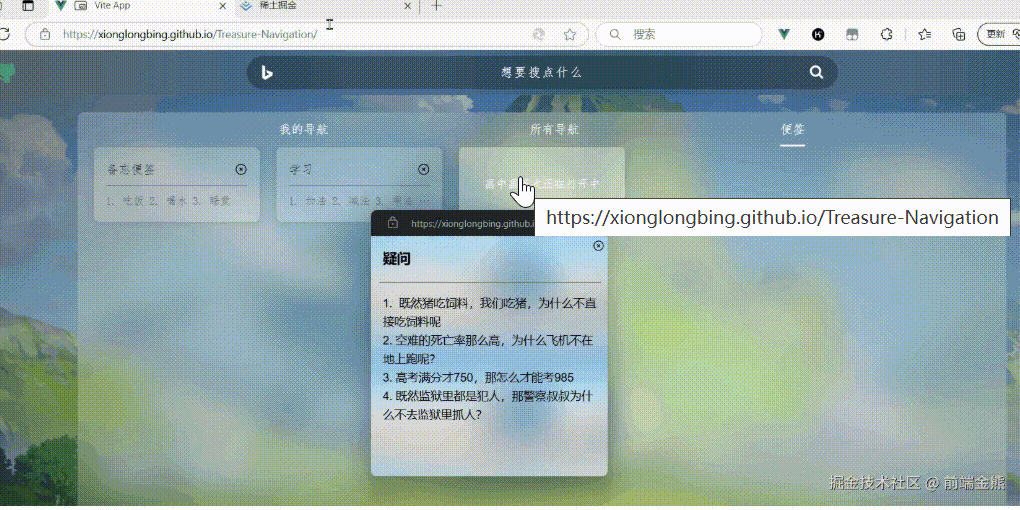 Vite App
稀土掘金
https://xionglongbing.github.io/Treasure-Navigation/
搜索
更新
想要搜点什么
我的导航
所有导航
便签
备忘便签
学习
1、吃饭 2、喝水 3、睡觉
1、加法 2、减法 3、乘法 ...
https://xionglongbing.github.io/Treasure-Navigation
https://xionglongbing.github.i
疑问
1. 既然猪吃饲料，我们吃猪，为什么不直
接吃饲料呢
2. 空难的死亡率那么高，为什么飞机不在
地上跑呢？
3. 高考满分才750，那怎么才能考985
4. 既然监狱里都是犯人，那警察叔叔为什
么不去监狱里抓人？
掘金技术社区 @ 前端金熊